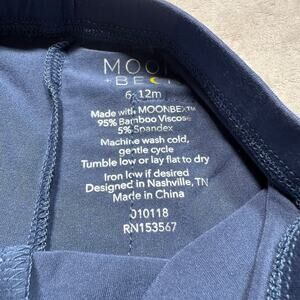 MOON
+BE
6-12m
Made with MOONBEX™
95% Bamboo Viscose
5% Spandex
Machine wash cold,
gentle cycle
Tumble low or lay flat to dry
Iron low if desired
Designed in Nashville, TN
Made in China
010118
RN153567